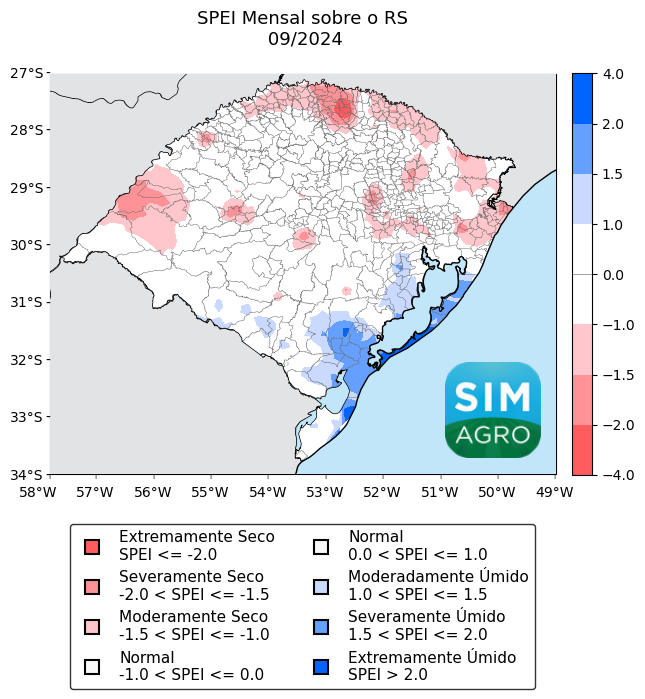 SPEI Mensal sobre o RS
09/2024
27°S
28°S
29°S
30°S
31°S
32°S
33°S
34°S
58°W 57°W 56°W 55°W 54°W 53°W 52°W 51°W 50°W 49°W
4.0
2.0
1.5
1.0
0.0
−1.0
−1.5
−2.0
−4.0
SIM
AGRO
Extremamente Seco
SPEI <= -2.0
Severamente Seco
-2.0 < SPEI <= -1.5
Moderamente Seco
-1.5 < SPEI <= -1.0
Normal
-1.0 < SPEI <= 0.0
Normal
0.0 < SPEI <= 1.0
Moderadamente Úmido
1.0 < SPEI <= 1.5
Severamente Úmido
1.5 < SPEI <= 2.0
Extremamente Úmido
SPEI > 2.0